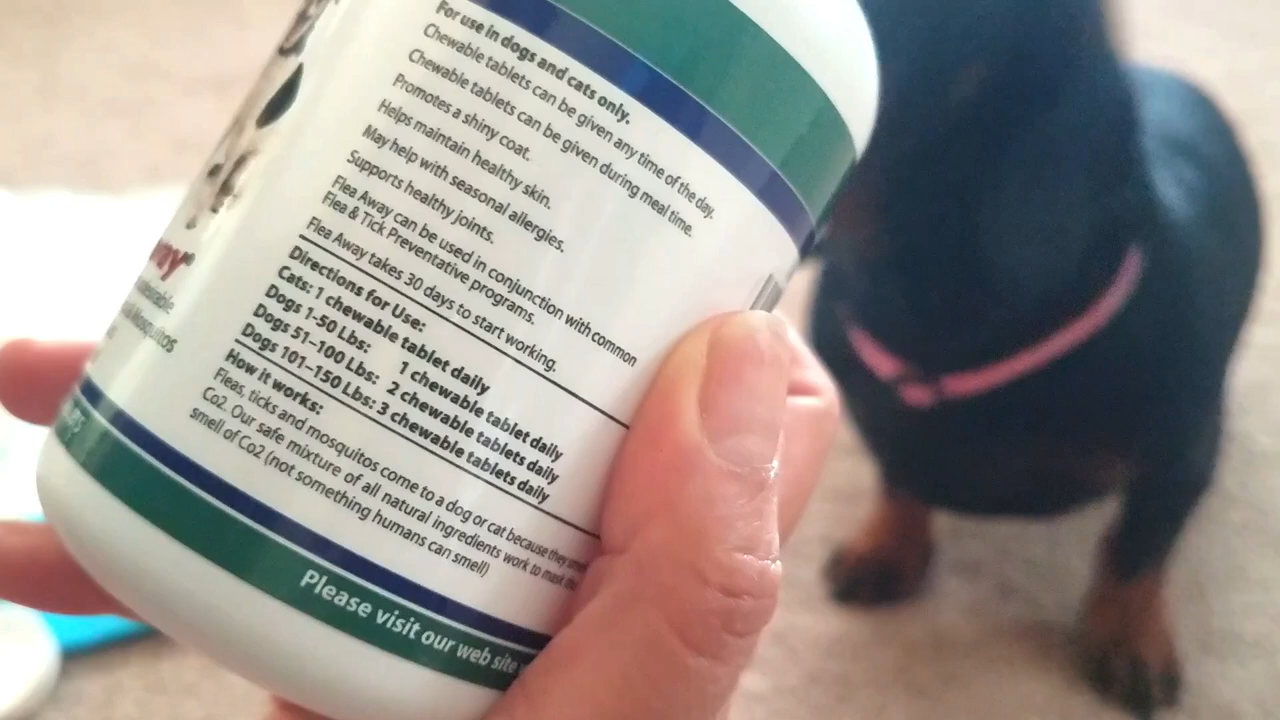 For use in dogs and cats only.
Chewable tablets can be given any time of the day.
Chewable tablets can be given during meal time.
Promotes a shiny coat.
Helps maintain healthy skin.
May help with seasonal allergies.
Supports healthy joints.
Flea Away can be used in conjunction with common
Flea & Tick Preventative programs.
Flea Away takes 30 days to start working.
Directions for Use:
Cats: 1 chewable tablet daily
Dogs 1-50 Lbs: 1 chewable tablet daily
Dogs 51–100 Lbs: 2 chewable tablets daily
Dogs 101–150 Lbs: 3 chewable tablets daily
How it works:
Fleas, ticks and mosquitos come to a dog or cat because they
Co2. Our safe mixture of all natural ingredients work to mask
smell of Co2 (not something humans can smell)
Please visit our web site